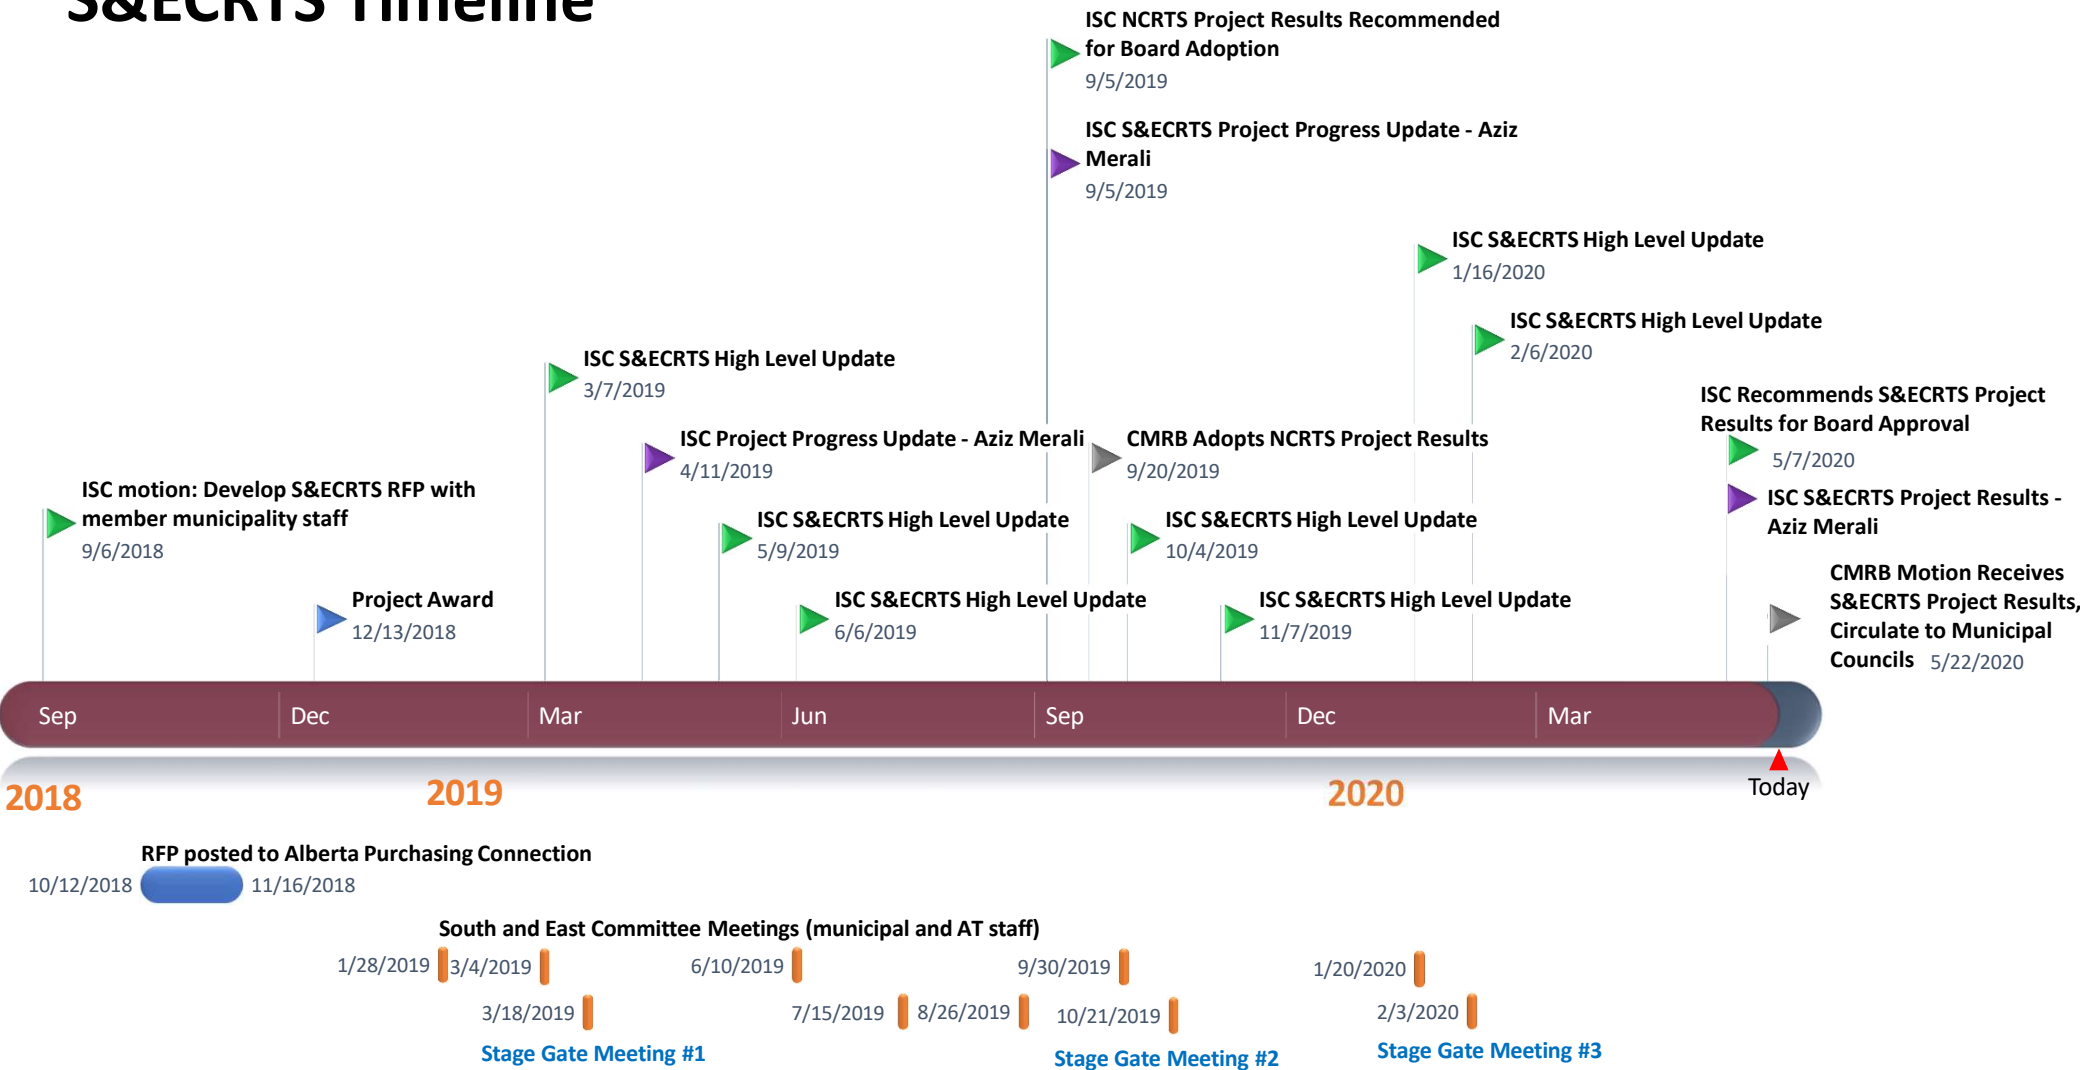 S&ECRTS Timeline
ISC NCRTS Project Results Recommended
for Board Adoption
9/5/2019
ISC S&ECRTS Project Progress Update - Aziz
Merali
9/5/2019
ISC S&ECRTS High Level Update
1/16/2020
ISC S&ECRTS High Level Update
2/6/2020
ISC S&ECRTS High Level Update
3/7/2019
ISC Recommends S&ECRTS Project
Results for Board Approval
5/7/2020
ISC Project Progress Update - Aziz Merali
4/11/2019
CMRB Adopts NCRTS Project Results
9/20/2019
ISC S&ECRTS Project Results -
Aziz Merali
ISC motion: Develop S&ECRTS RFP with
member municipality staff
9/6/2018
ISC S&ECRTS High Level Update
5/9/2019
ISC S&ECRTS High Level Update
10/4/2019
CMRB Motion Receives
S&ECRTS Project Results,
Circulate to Municipal
Councils 5/22/2020
Project Award
12/13/2018
ISC S&ECRTS High Level Update
6/6/2019
ISC S&ECRTS High Level Update
11/7/2019
Sep Dec Mar Jun Sep Dec Mar
2018 2019 2020 Today
RFP posted to Alberta Purchasing Connection
10/12/2018 11/16/2018
South and East Committee Meetings (municipal and AT staff)
1/28/2019 3/4/2019 6/10/2019 9/30/2019 1/20/2020
3/18/2019 7/15/2019 8/26/2019 10/21/2019 2/3/2020
Stage Gate Meeting #1 Stage Gate Meeting #2 Stage Gate Meeting #3